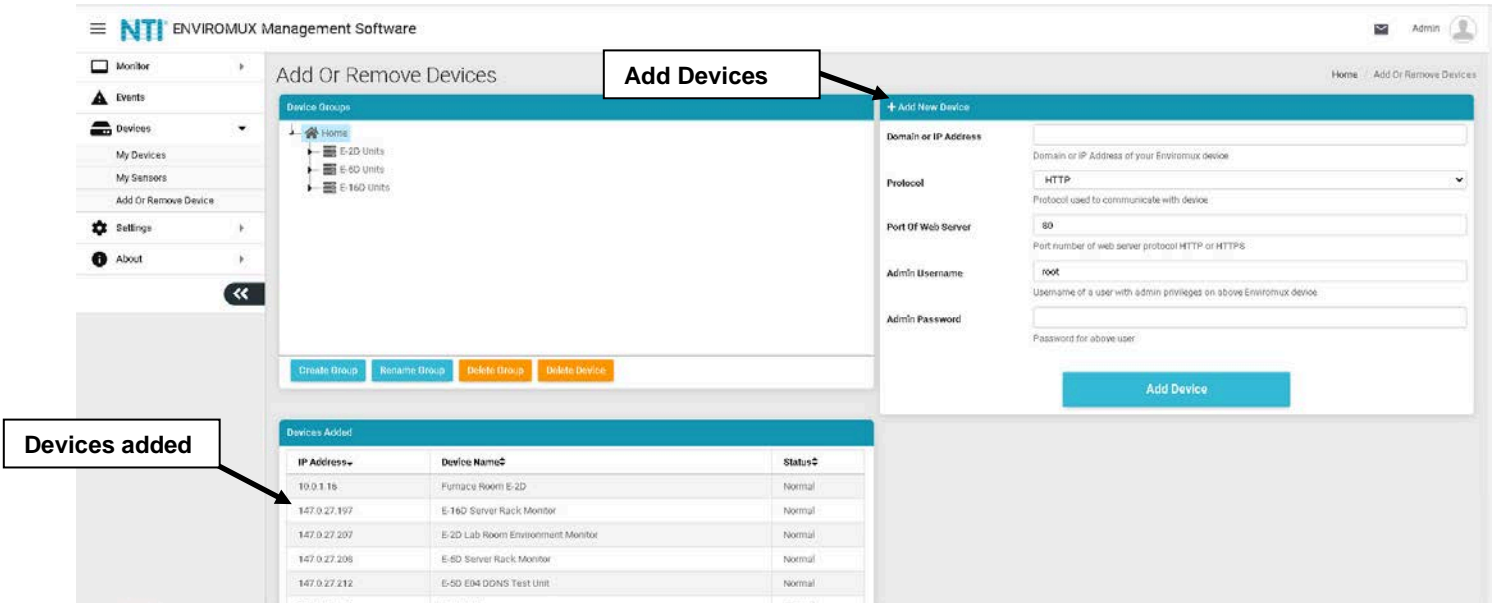 NTI ENVIROMUX Management Software
Admin
Monitor
Events
Devices
My Devices
My Sensors
Add Or Remove Device
Settings
About
Add Or Remove Devices
Add Devices
Home / Add Or Remove Devices
Device Groups
Home
E-2D Units
E-5D Units
E-16D Units
Create Group
Rename Group
Delete Group
Delete Device
+ Add New Device
Domain or IP Address
Domain or IP Address of your Enviromux device
Protocol
HTTP
Protocol used to communicate with device
Port Of Web Server
80
Port number of web server protocol HTTP or HTTPS
Admin Username
root
Username of a user with admin privileges on above Enviromux device
Admin Password
Password for above user
Add Device
Devices added
Devices Added
IP Address Device Name Status
10.0.1.16 Furnace Room E-2D Normal
147.0.27.197 E-16D Server Rack Monitor Normal
147.0.27.207 E-2D Lab Room Environment Monitor Normal
147.0.27.208 E-5D Server Rack Monitor Normal
147.0.27.212 E-5D E04 DDNS Test Unit Normal